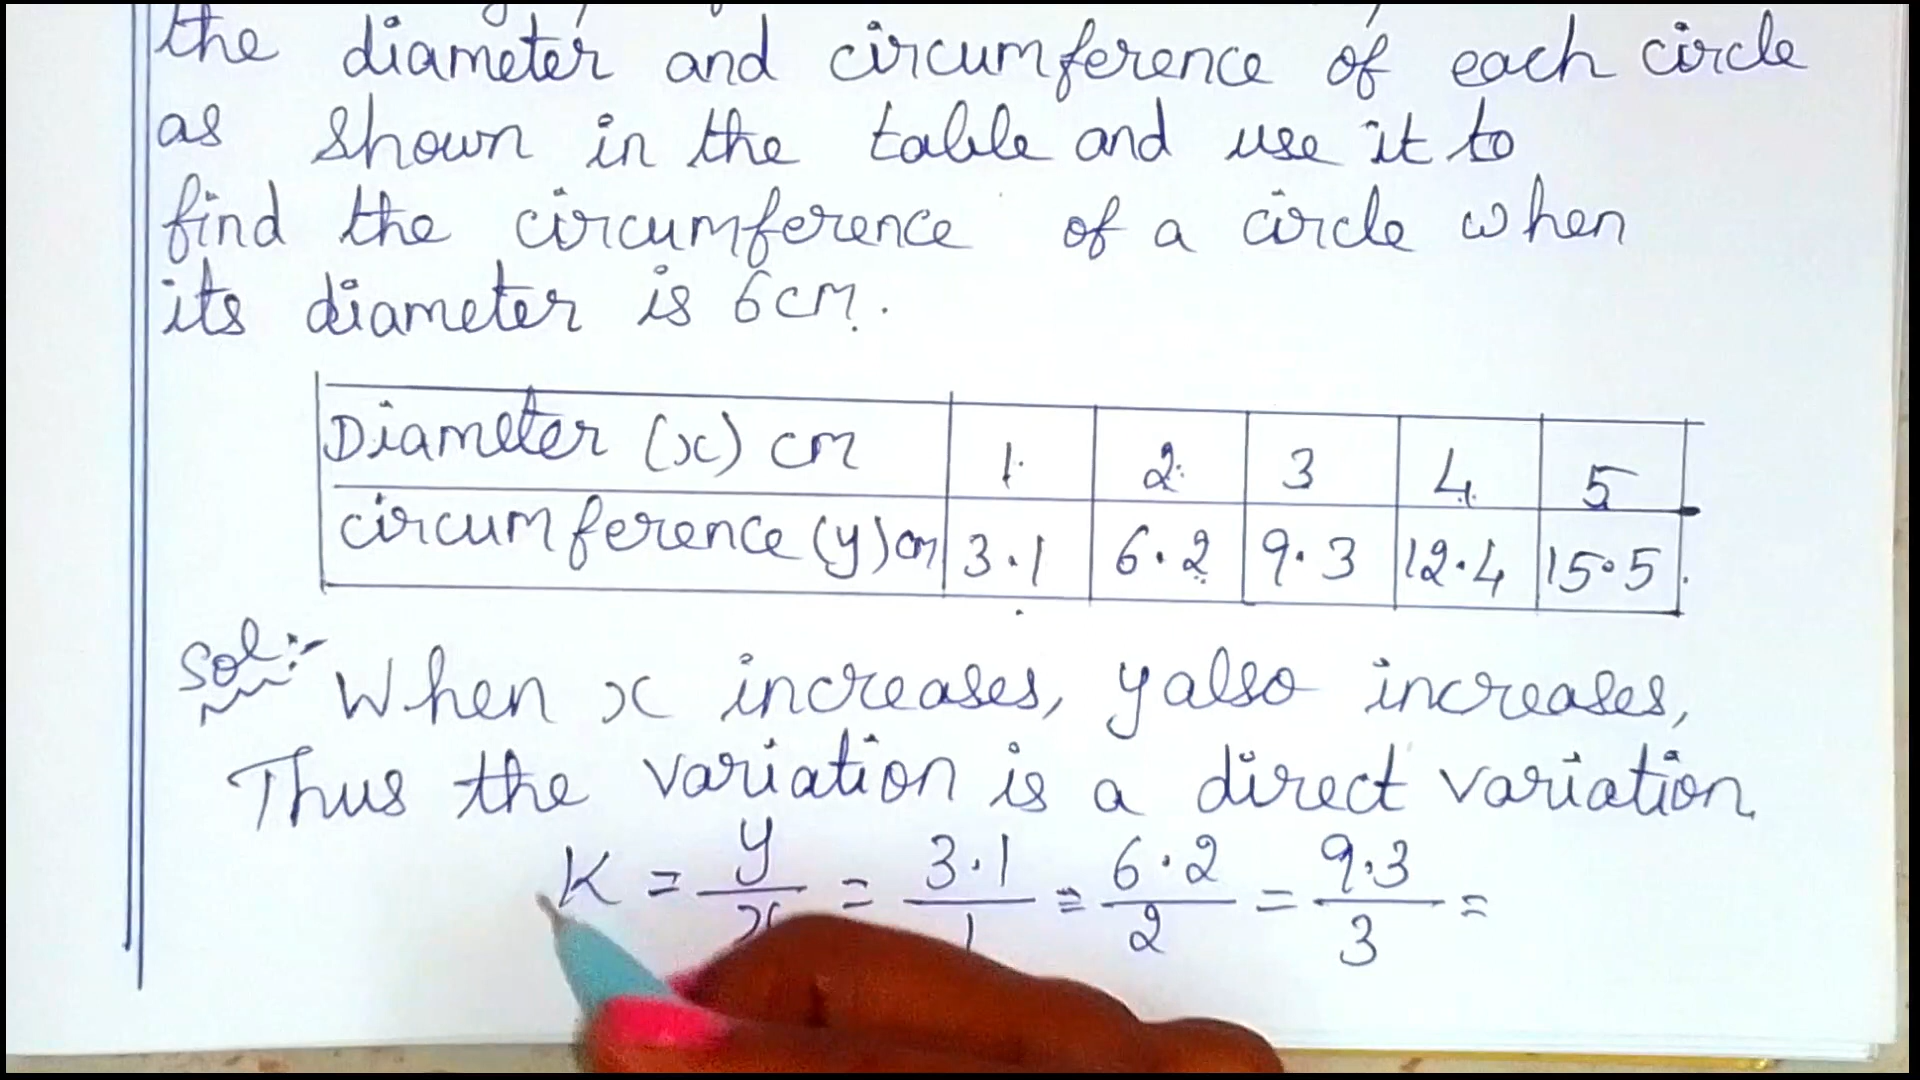 the diameter and circumference of each circle
as shown in the table and use it to
find the circumference of a circle when
its diameter is 6cm.
Diameter (x) cm 1 2 3 4 5
circumference (y) cm 3.1 6.2 9.3 12.4 15.5
Sol:- When x increases, y also increases,
Thus the variation is a direct variation
K = y/x = 3.1/1 = 6.2/2 = 9.3/3 =